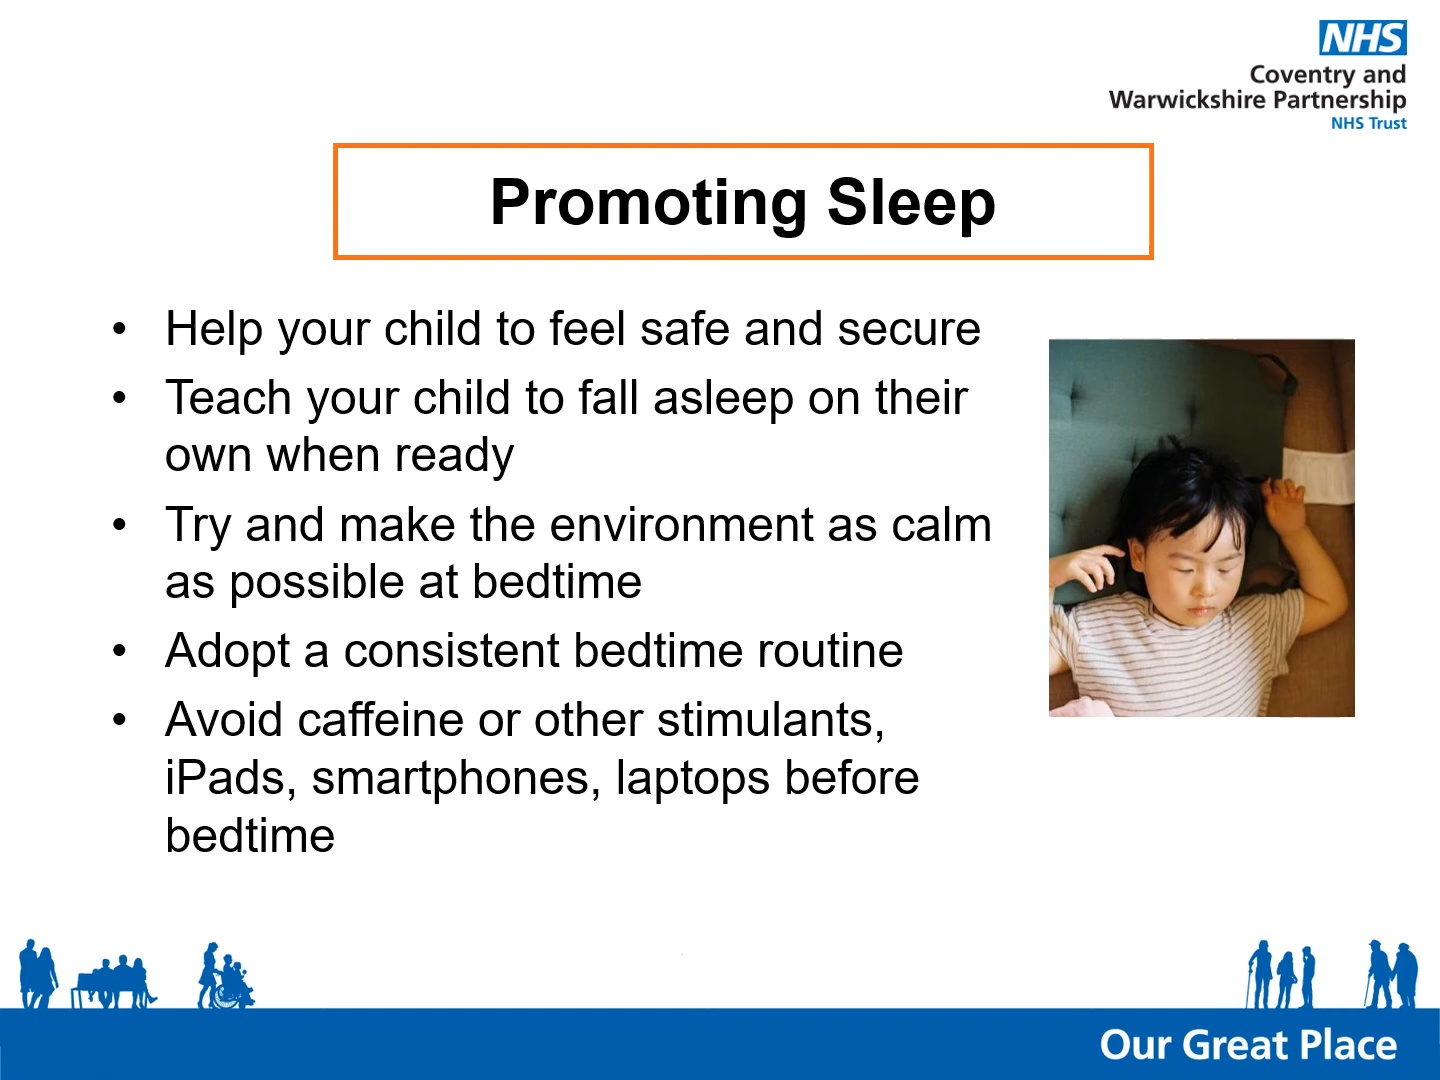 NHS
Coventry and
Warwickshire Partnership
NHS Trust
Promoting Sleep
• Help your child to feel safe and secure
• Teach your child to fall asleep on their
own when ready
• Try and make the environment as calm
as possible at bedtime
• Adopt a consistent bedtime routine
• Avoid caffeine or other stimulants,
iPads, smartphones, laptops before
bedtime
Our Great Place